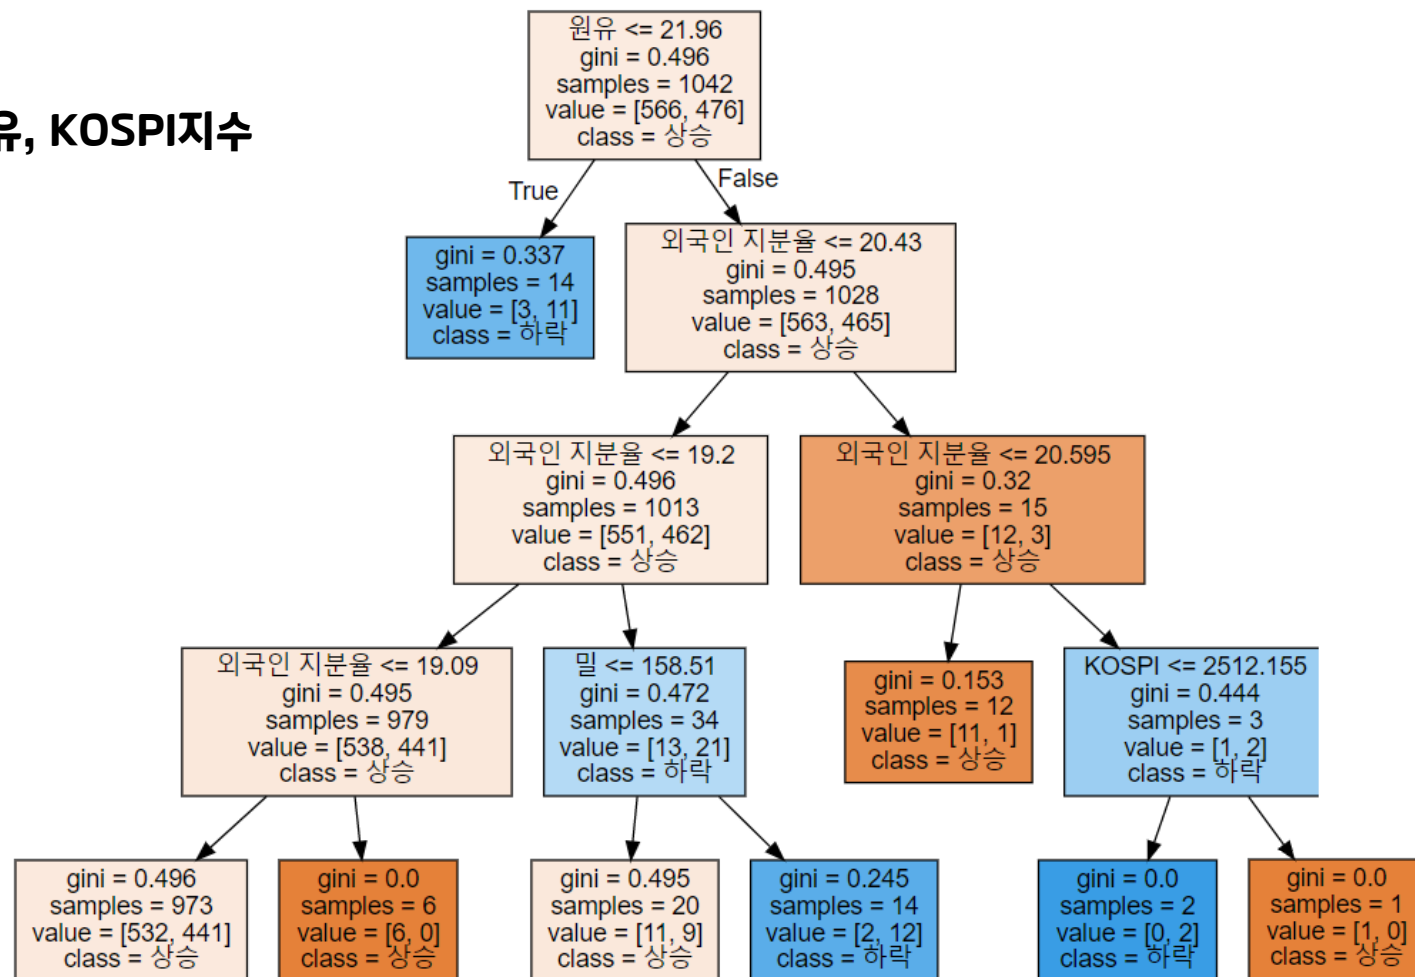 원유 <= 21.96
gini = 0.496
samples = 1042
value = [566, 476]
class = 상승
유, KOSPI지수
True
False
gini = 0.337
samples = 14
value = [3, 11]
class = 하락
외국인 지분율 <= 20.43
gini = 0.495
samples = 1028
value = [563, 465]
class = 상승
외국인 지분율 <= 19.2
gini = 0.496
samples = 1013
value = [551, 462]
class = 상승
외국인 지분율 <= 20.595
gini = 0.32
samples = 15
value = [12, 3]
class = 상승
외국인 지분율 <= 19.09
gini = 0.495
samples = 979
value = [538, 441]
class = 상승
밀 <= 158.51
gini = 0.472
samples = 34
value = [13, 21]
class = 하락
gini = 0.153
samples = 12
value = [11, 1]
class = 상승
KOSPI <= 2512.155
gini = 0.444
samples = 3
value = [1, 2]
class = 하락
gini = 0.496
samples = 973
value = [532, 441]
class = 상승
gini = 0.0
samples = 6
value = [6, 0]
class = 상승
gini = 0.495
samples = 20
value = [11, 9]
class = 상승
gini = 0.245
samples = 14
value = [2, 12]
class = 하락
gini = 0.0
samples = 2
value = [0, 2]
class = 하락
gini = 0.0
samples = 1
value = [1, 0]
class = 상승